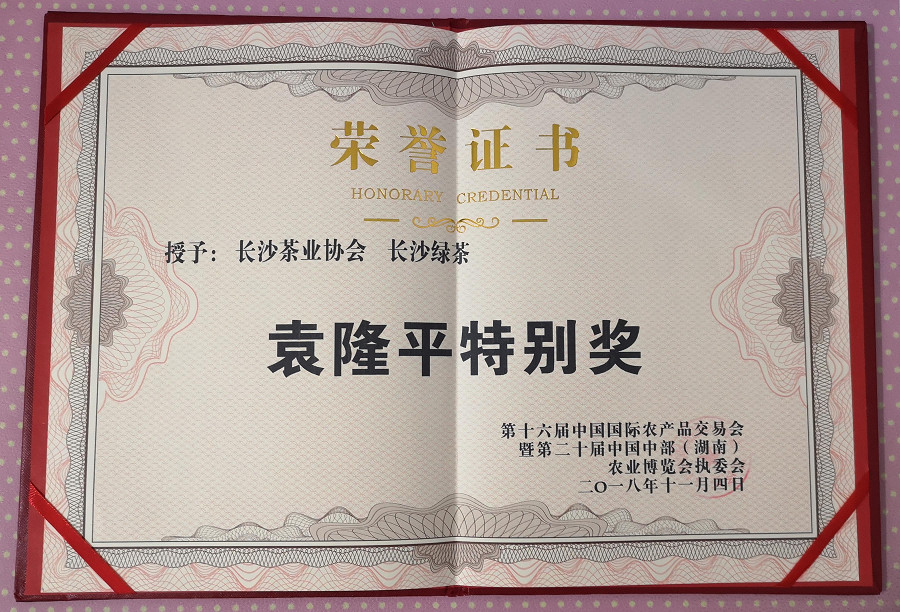 荣誉证书
HONORARY CREDENTIAL
授予：长沙茶业协会 长沙绿茶
袁隆平特别奖
第十六届中国国际农产品交易会
暨第二十届中国中部（湖南）
农业博览会执委会
二〇一八年十一月四日